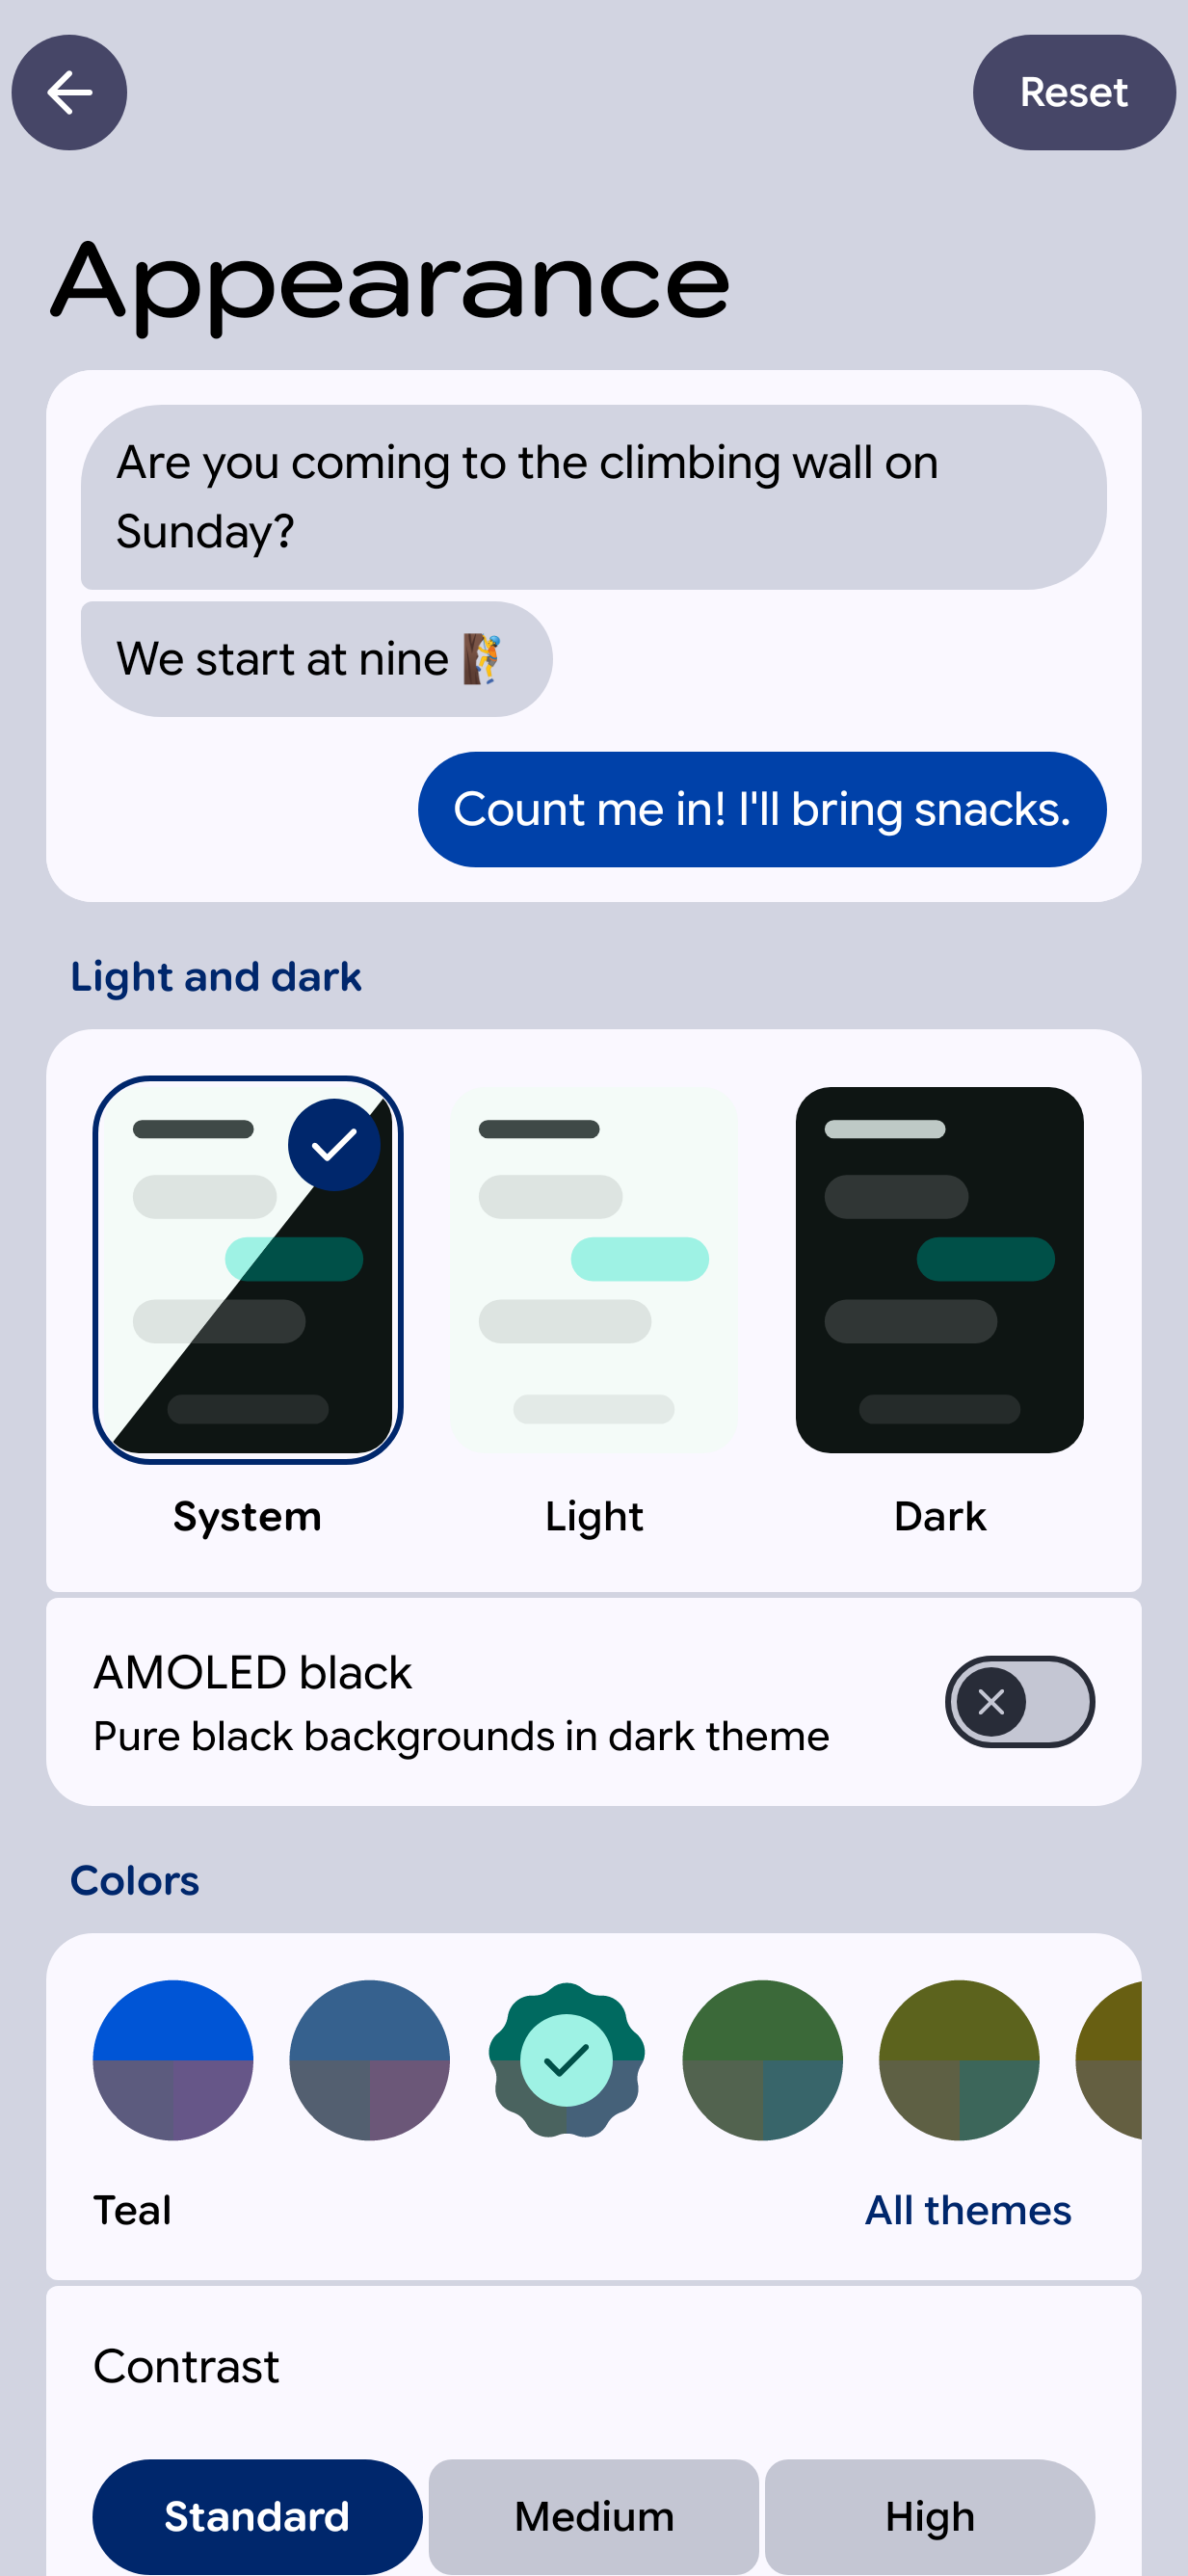 Reset
Appearance
Are you coming to the climbing wall on
Sunday?
We start at nine 🧗
Count me in! I'll bring snacks.
Light and dark
System
Light
Dark
AMOLED black
Pure black backgrounds in dark theme
Colors
Teal
All themes
Contrast
Standard
Medium
High